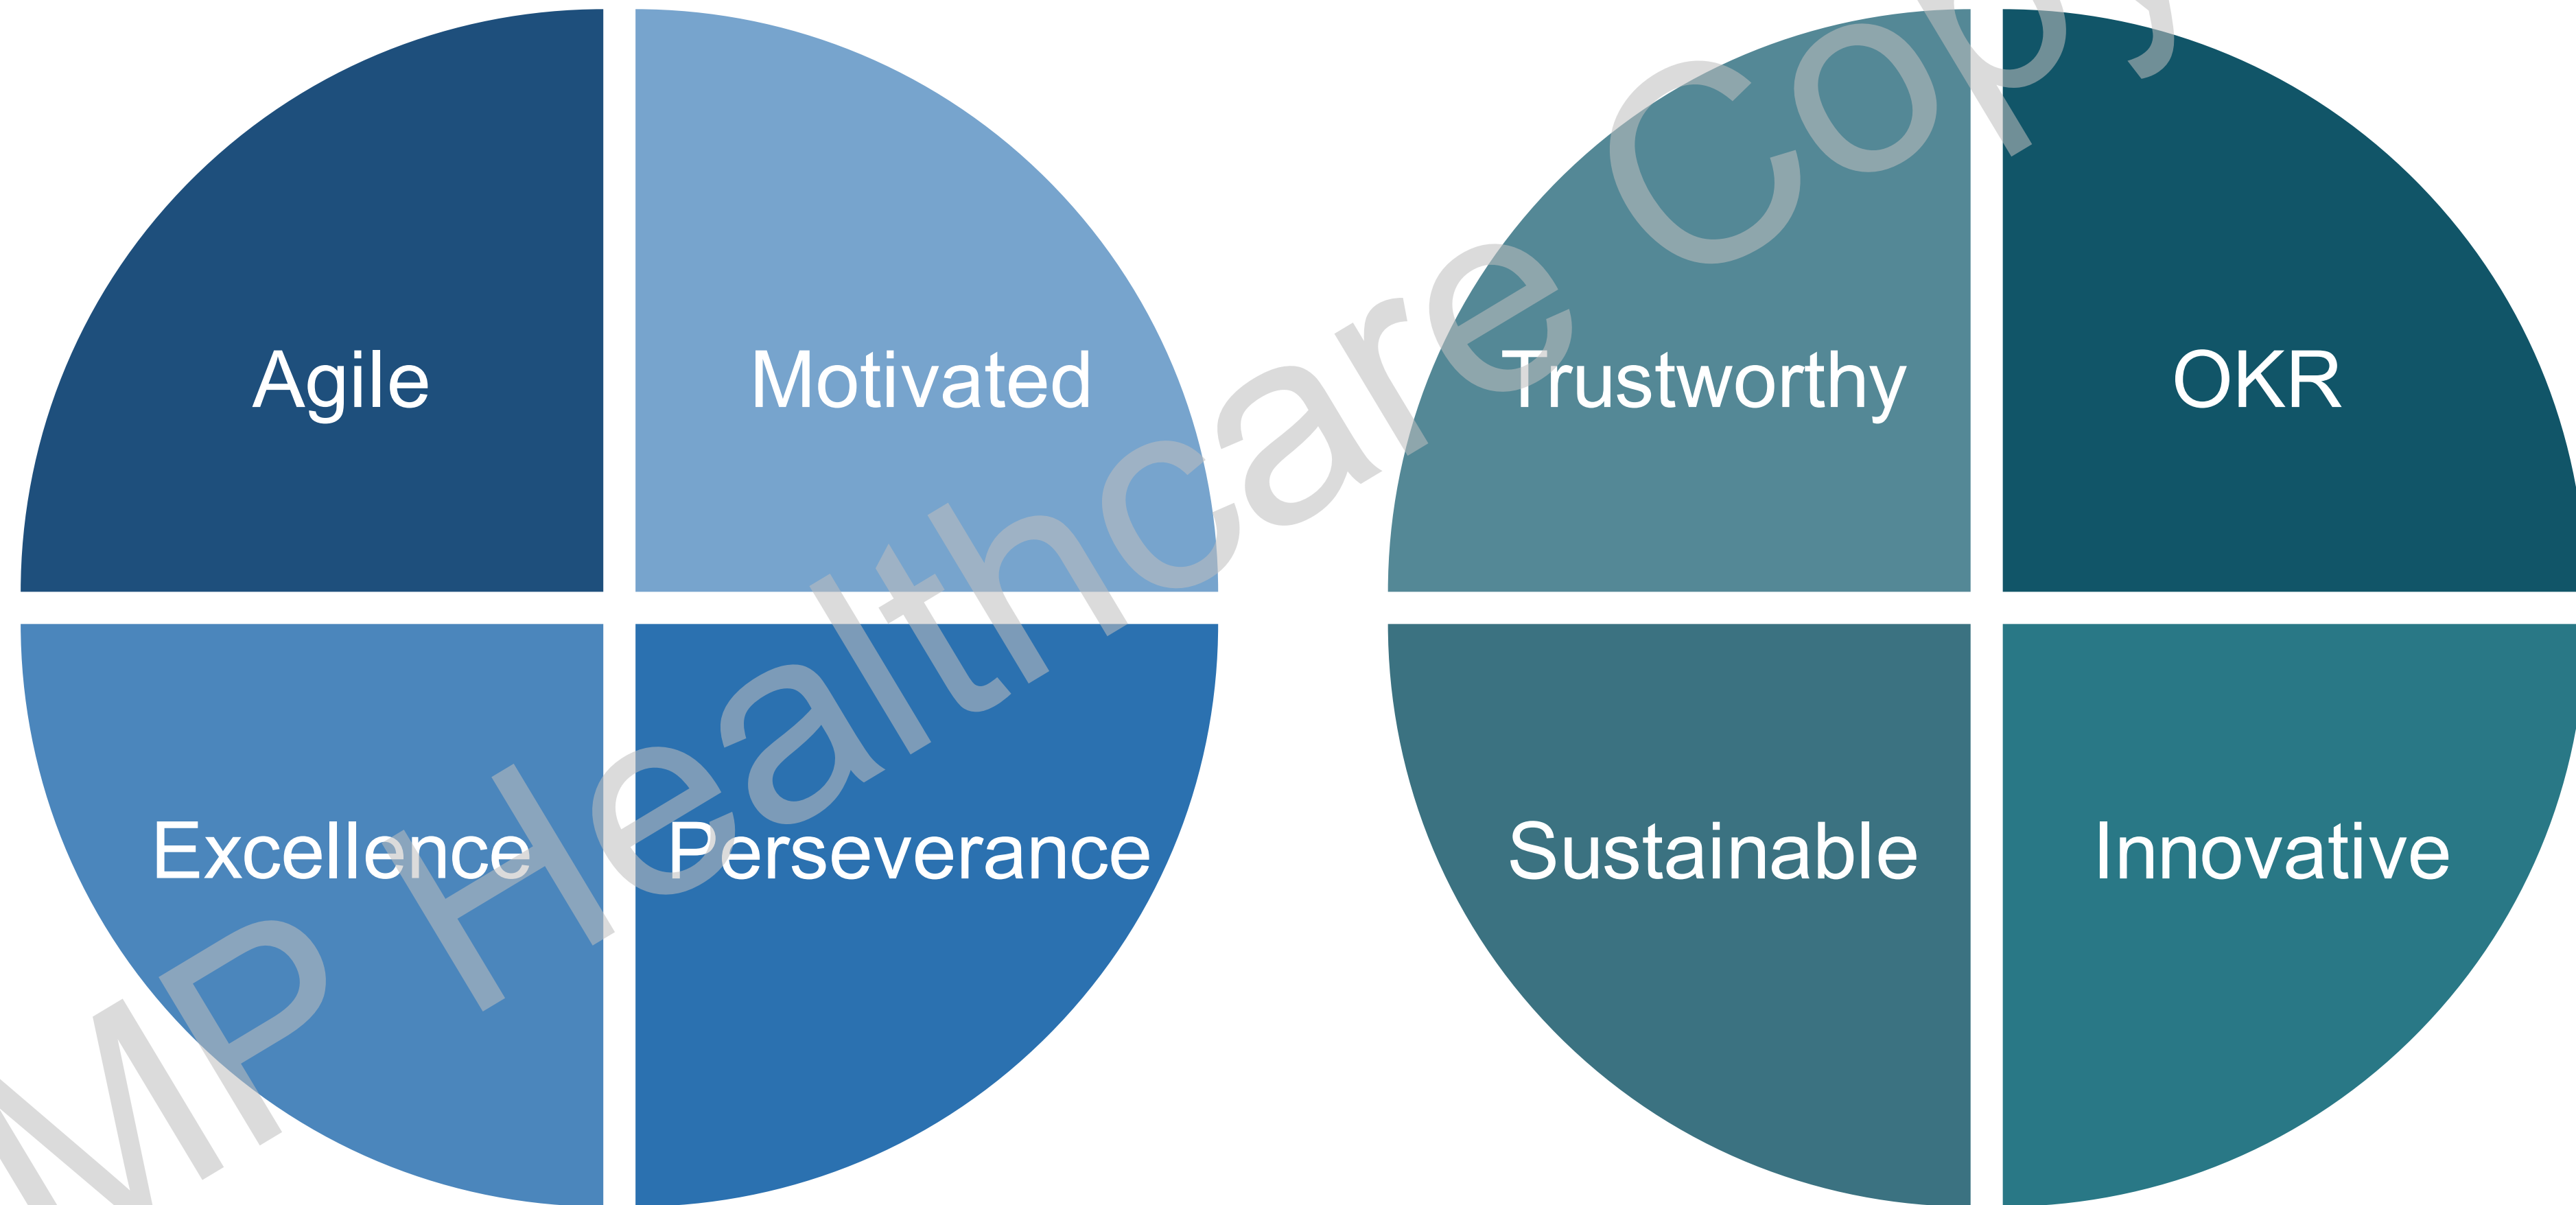 Agile
Motivated
Excellence
Perseverance
Trustworthy
OKR
Sustainable
Innovative
MP Healthcare Copy